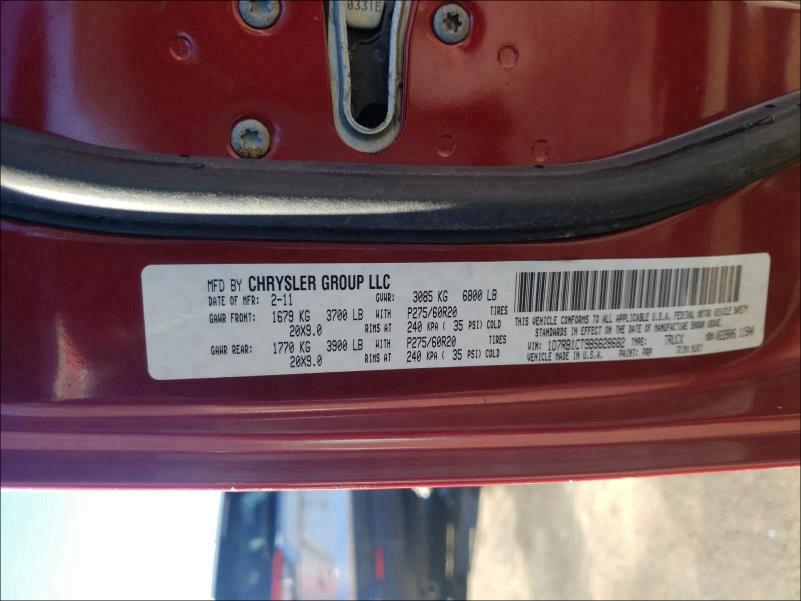 0331E
MFD BY CHRYSLER GROUP LLC
DATE OF MFR: 2-11 GVWR: 3085 KG 6800 LB
GAWR FRONT: 1679 KG 3700 LB WITH P275/60R20 TIRES
20X9.0 RIMS AT 240 KPA ( 35 PSI) COLD
GAWR REAR: 1770 KG 3900 LB WITH P275/60R20 TIRES
20X9.0 RIMS AT 240 KPA ( 35 PSI) COLD
THIS VEHICLE CONFORMS TO ALL APPLICABLE U.S.A. FEDERAL MOTOR VEHICLE SAFETY
STANDARDS IN EFFECT ON THE DATE OF MANUFACTURE SHOWN ABOVE.
VIN: 1D7RB1CT9BS628682 TYPE: TRUCK MDH:
VEHICLE MADE IN U.S.A. PAINT: PRP TRIM: